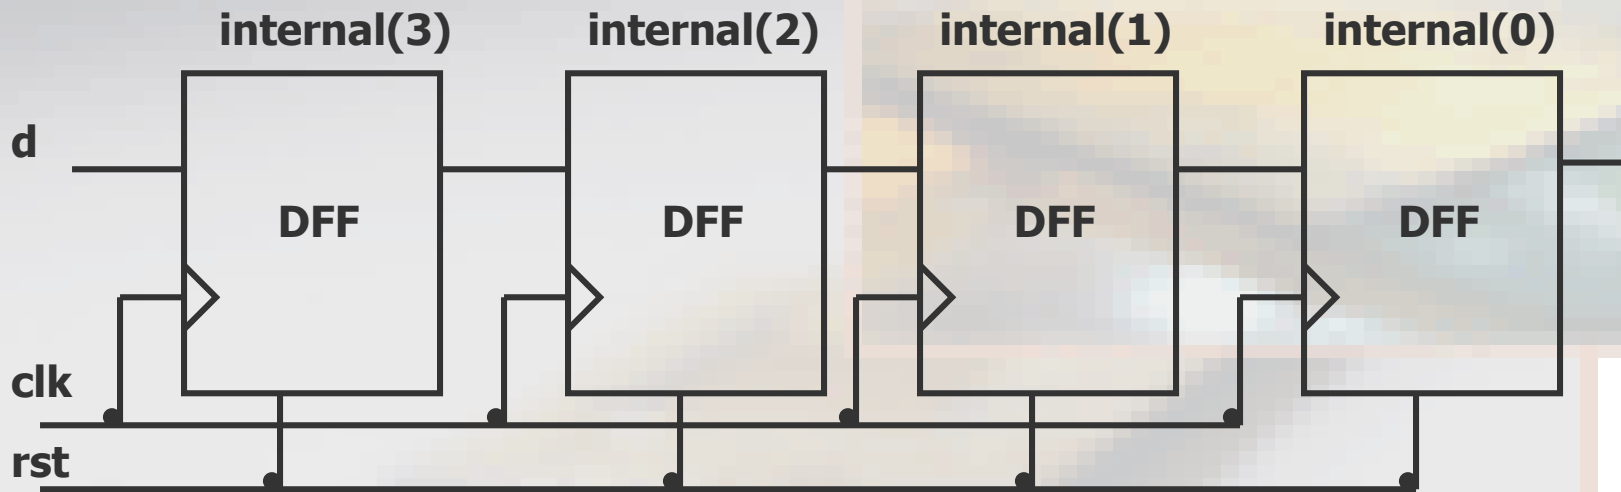 internal(3) internal(2) internal(1) internal(0)
d
DFF DFF DFF DFF
clk
rst